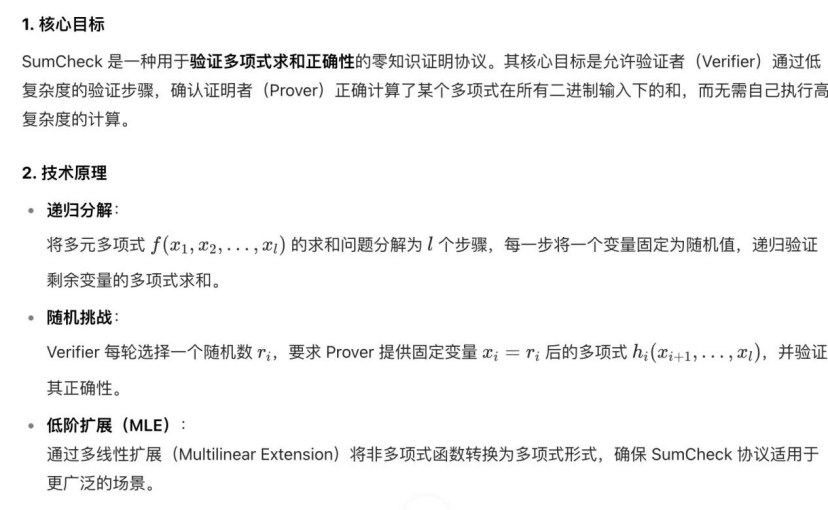 1. 核心目标
SumCheck 是一种用于验证多项式求和正确性的零知识证明协议。其核心目标是允许验证者（Verifier）通过低
复杂度的验证步骤，确认证明者（Prover）正确计算了某个多项式在所有二进制输入下的和，而无需自己执行高
复杂度的计算。
2. 技术原理
• 递归分解：
将多元多项式 f(x₁, x₂, . . . , xₗ) 的求和问题分解为 l 个步骤，每一步将一个变量固定为随机值，递归验证
剩余变量的多项式求和。
• 随机挑战：
Verifier 每轮选择一个随机数 rᵢ，要求 Prover 提供固定变量 xᵢ = rᵢ 后的多项式 hᵢ(xᵢ₊₁, . . . , xₗ)，并验证
其正确性。
• 低阶扩展（MLE）：
通过多线性扩展（Multilinear Extension）将非多项式函数转换为多项式形式，确保 SumCheck 协议适用于
更广泛的场景。